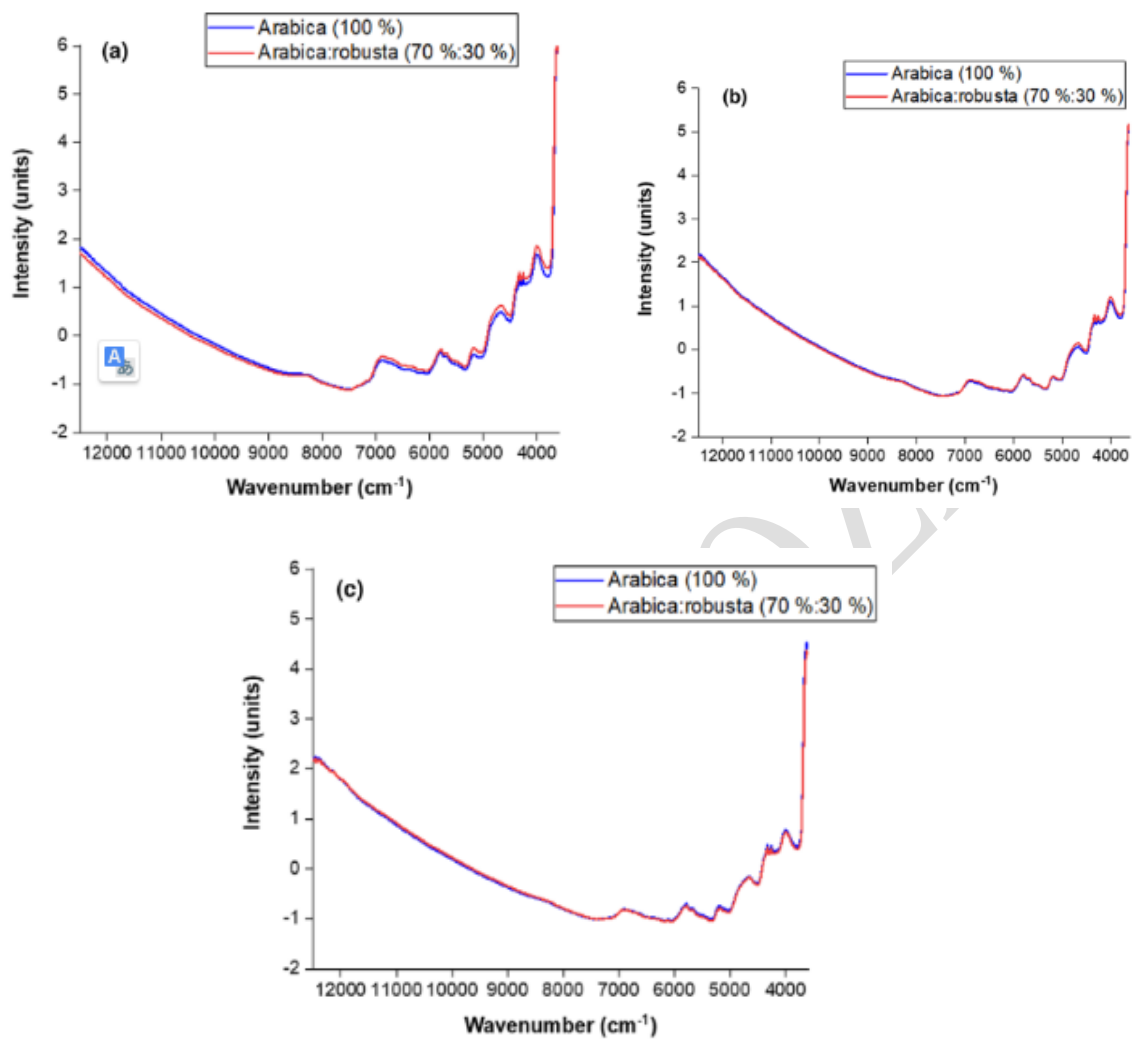 Arabica (100 %)
Arabica:robusta (70 %:30 %)
(a)
6
5
4
3
2
1
0
-1
-2
Intensity (units)
12000 11000 10000 9000 8000 7000 6000 5000 4000
Wavenumber (cm⁻¹)
A
Arabica (100 %)
Arabica:robusta (70 %:30 %)
(b)
6
5
4
3
2
1
0
-1
-2
Intensity (units)
12000 11000 10000 9000 8000 7000 6000 5000 4000
Wavenumber (cm⁻¹)
Arabica (100 %)
Arabica:robusta (70 %:30 %)
(c)
6
5
4
3
2
1
0
-1
-2
Intensity (units)
12000 11000 10000 9000 8000 7000 6000 5000 4000
Wavenumber (cm⁻¹)